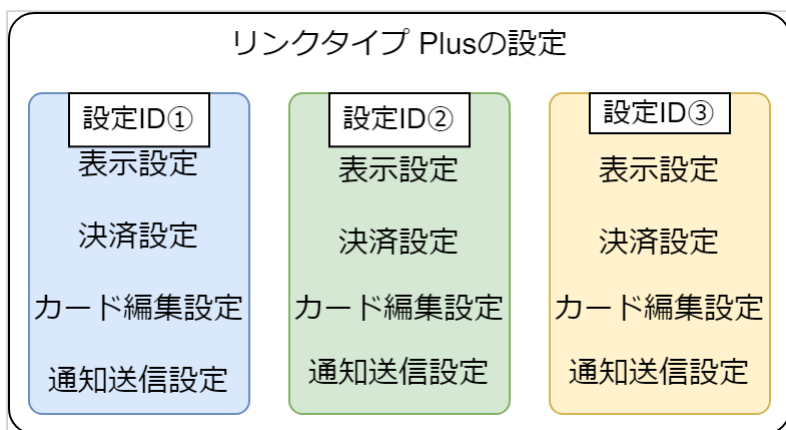 リンクタイプ Plusの設定
設定ID①
表示設定
決済設定
カード編集設定
通知送信設定
設定ID②
表示設定
決済設定
カード編集設定
通知送信設定
設定ID③
表示設定
決済設定
カード編集設定
通知送信設定